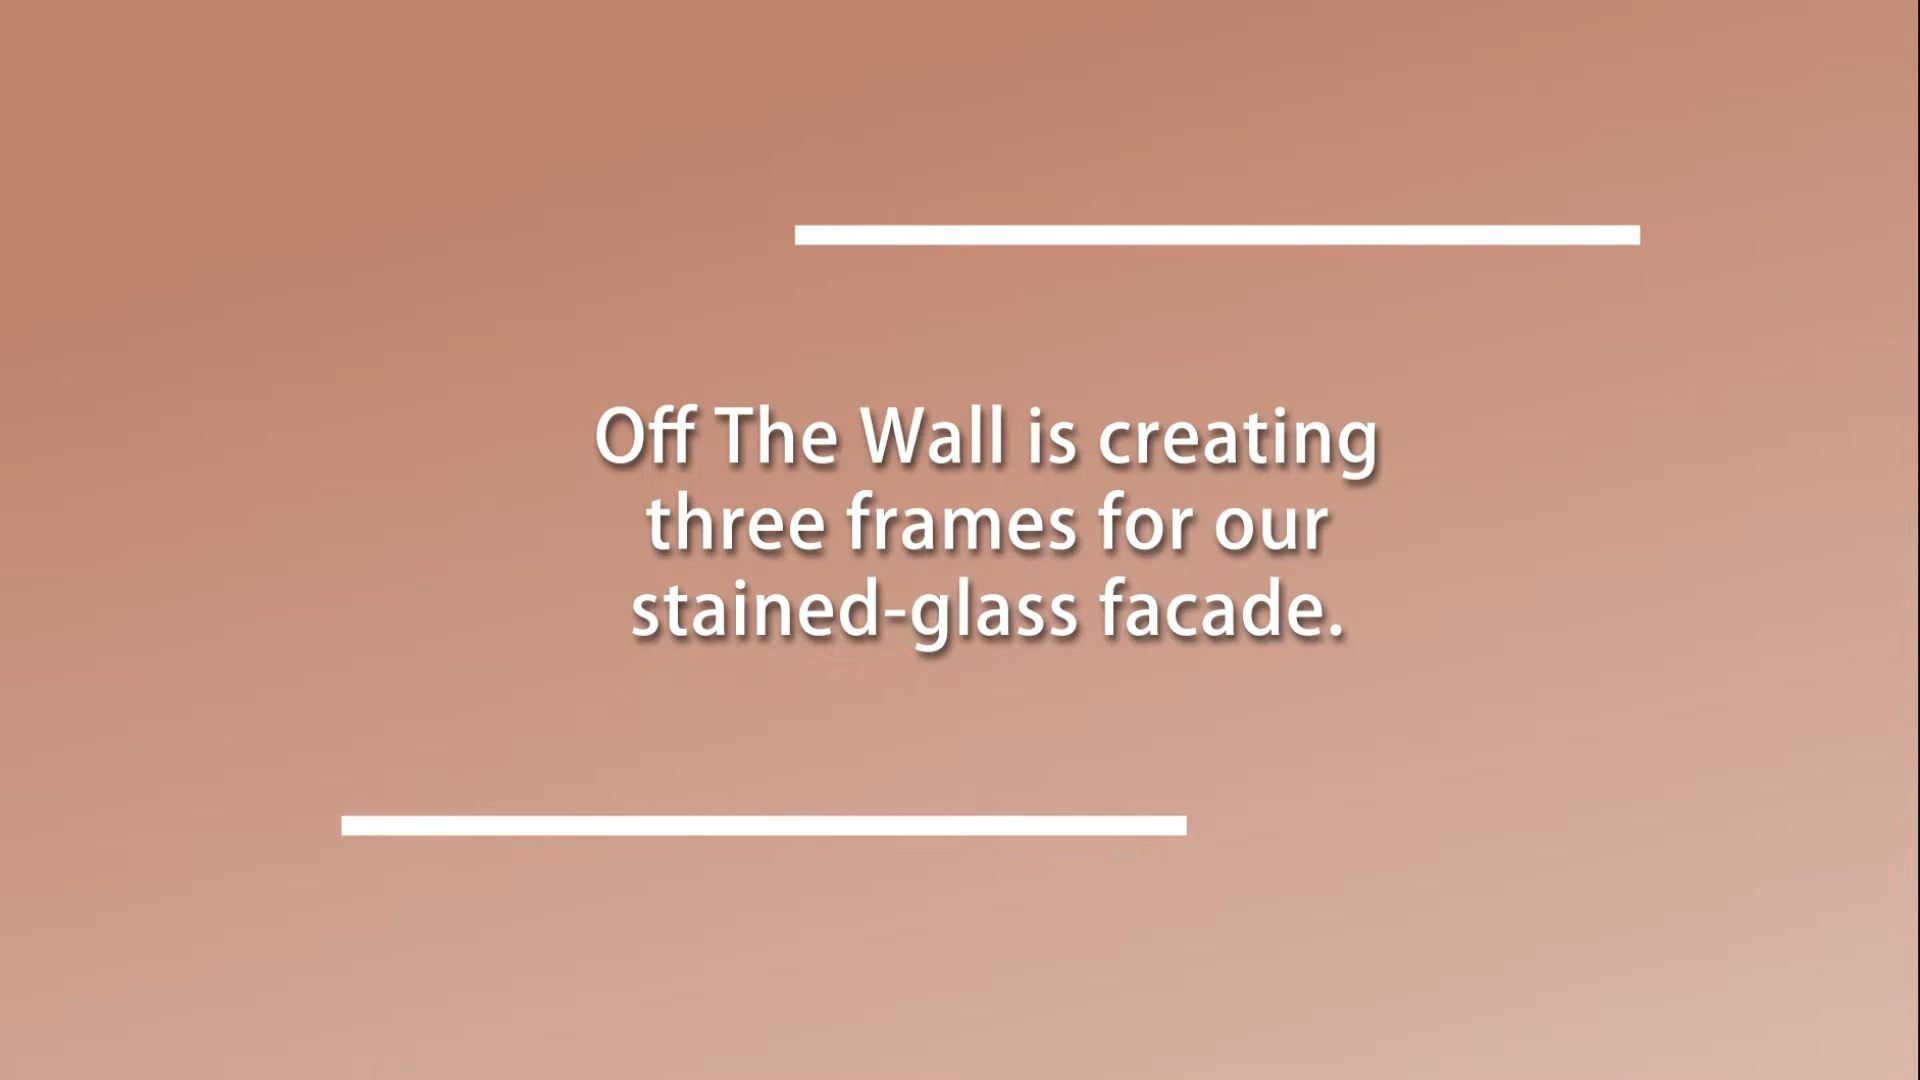 Off The Wall is creating
three frames for our
stained-glass facade.